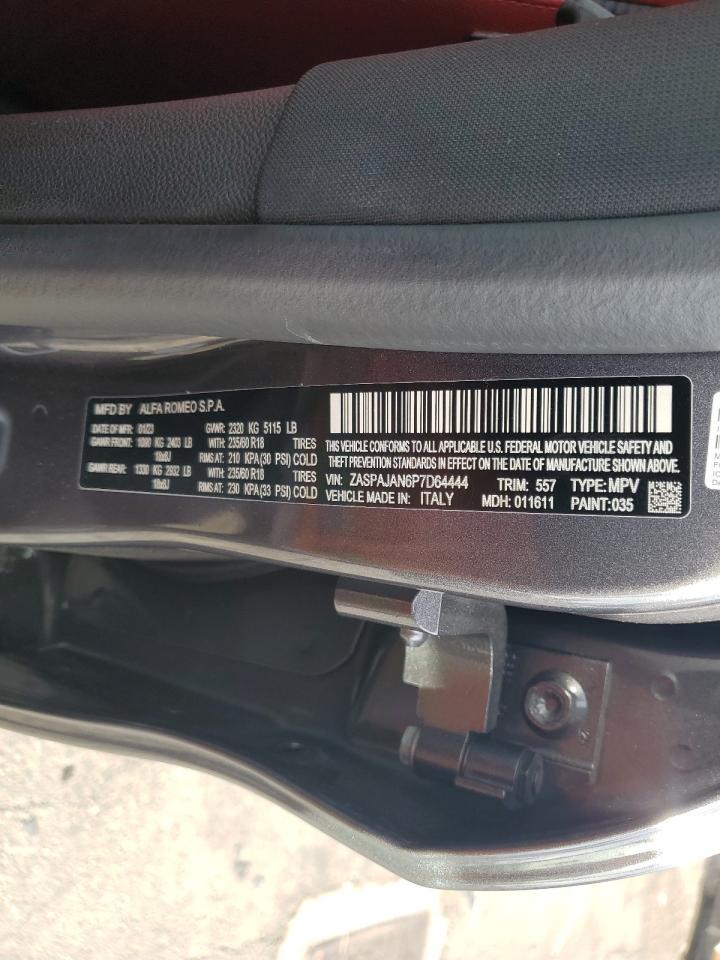 MFD BY ALFA ROMEO S.P.A.
DATE OF MFR: 01/23 GVWR: 2320 KG 5115 LB
GAWR FRONT: 1090 KG 2403 LB WITH: 235/60 R18 TIRES
18x8J RIMS AT: 210 KPA(30 PSI) COLD
GAWR REAR: 1330 KG 2932 LB WITH: 235/60 R18 TIRES
18x8J RIMS AT: 230 KPA(33 PSI) COLD
THIS VEHICLE CONFORMS TO ALL APPLICABLE U.S. FEDERAL MOTOR VEHICLE SAFETY AND
THEFT PREVENTION STANDARDS IN EFFECT ON THE DATE OF MANUFACTURE SHOWN ABOVE.
VIN: ZASPAJAN6P7D64444 TRIM: 557 TYPE: MPV
VEHICLE MADE IN: ITALY MDH: 011611 PAINT: 035